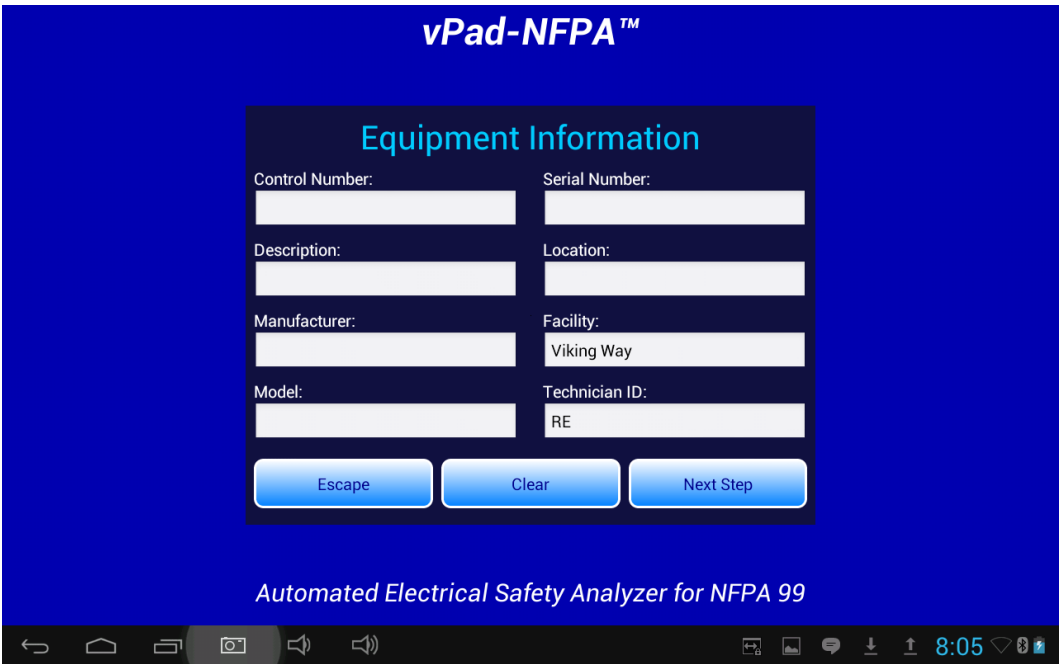 vPad-NFPA™
Equipment Information
Control Number:
Serial Number:
Description:
Location:
Manufacturer:
Facility:
Viking Way
Model:
Technician ID:
RE
Escape
Clear
Next Step
Automated Electrical Safety Analyzer for NFPA 99
8:05